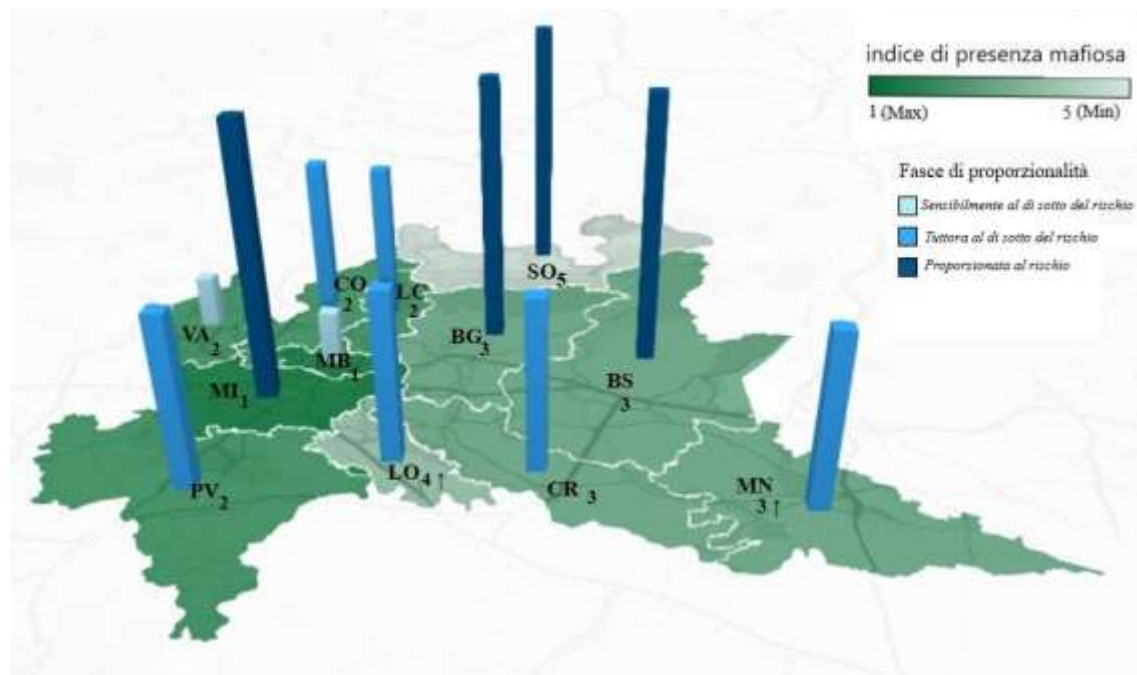 indice di presenza mafiosa
1 (Max) 5 (Min)
Fasce di proporzionalità
Sensibilmente al di sotto del rischio
Tuttora al di sotto del rischio
Proporzionata al rischio
SO5
CO
2
LC
2
VA2
BG3
MB1
MI1
BS
3
LO4 ↑
PV2
CR 3
MN
3↑